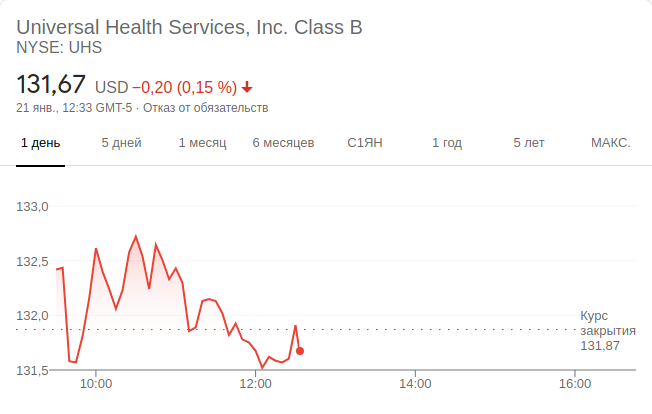 Universal Health Services, Inc. Class B
NYSE: UHS
131,67 USD −0,20 (0,15 %)
21 янв., 12:33 GMT-5 · Отказ от обязательств
1 день 5 дней 1 месяц 6 месяцев С1ЯН 1 год 5 лет МАКС.
133,0
132,5
132,0
Курс
закрытия
131,87
131,5
10:00 12:00 14:00 16:00